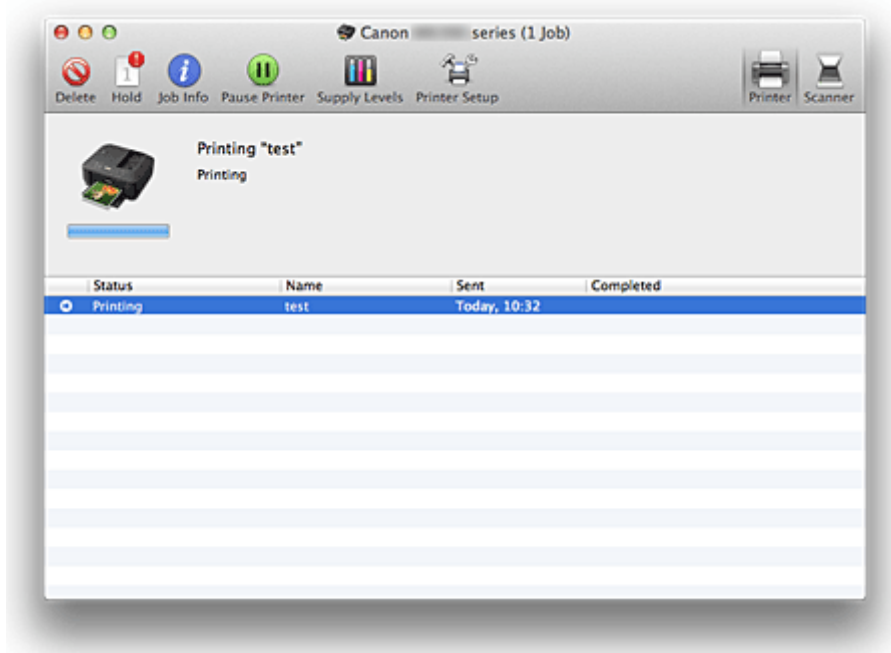 Canon series (1 Job)
Delete Hold Job Info Pause Printer Supply Levels Printer Setup Printer Scanner
Printing "test"
Printing
Status Name Sent Completed
Printing test Today, 10:32